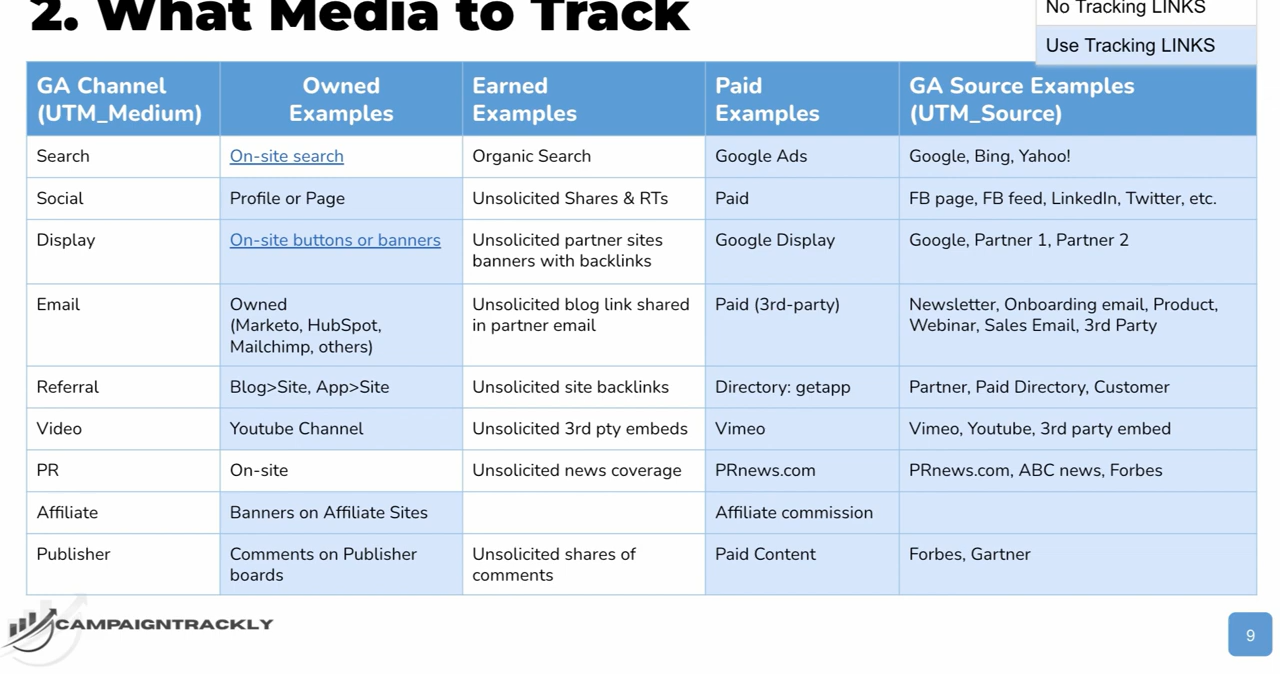 2. What Media to Track
No Tracking LINKS
Use Tracking LINKS
GA Channel
(UTM_Medium)
Owned
Examples
Earned
Examples
Paid
Examples
GA Source Examples
(UTM_Source)
Search
On-site search
Organic Search
Google Ads
Google, Bing, Yahoo!
Social
Profile or Page
Unsolicited Shares & RTs
Paid
FB page, FB feed, LinkedIn, Twitter, etc.
Display
On-site buttons or banners
Unsolicited partner sites
banners with backlinks
Google Display
Google, Partner 1, Partner 2
Email
Owned
(Marketo, HubSpot,
Mailchimp, others)
Unsolicited blog link shared
in partner email
Paid (3rd-party)
Newsletter, Onboarding email, Product,
Webinar, Sales Email, 3rd Party
Referral
Blog>Site, App>Site
Unsolicited site backlinks
Directory: getapp
Partner, Paid Directory, Customer
Video
Youtube Channel
Unsolicited 3rd pty embeds
Vimeo
Vimeo, Youtube, 3rd party embed
PR
On-site
Unsolicited news coverage
PRnews.com
PRnews.com, ABC news, Forbes
Affiliate
Banners on Affiliate Sites
Affiliate commission
Publisher
Comments on Publisher
boards
Unsolicited shares of
comments
Paid Content
Forbes, Gartner
CAMPAIGNTRACKLY
9